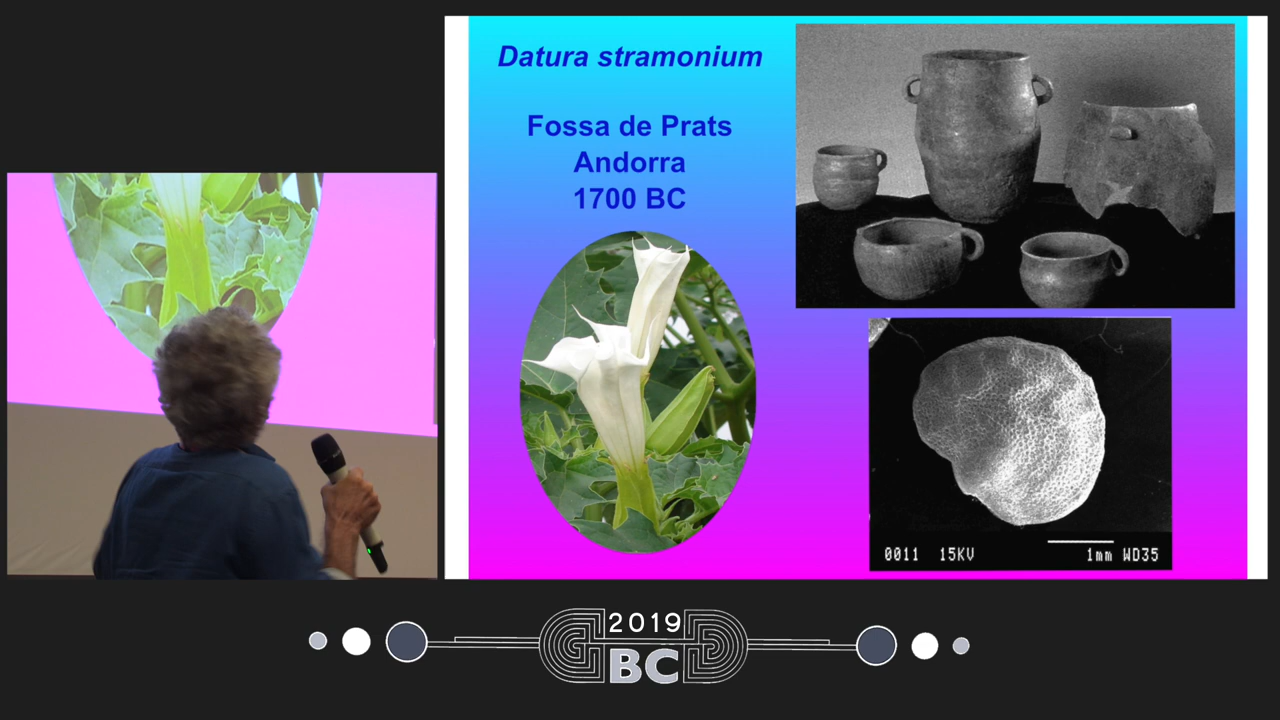 Datura stramonium
Fossa de Prats
Andorra
1700 BC
0011 15KV 1mm WD35
2019
BC